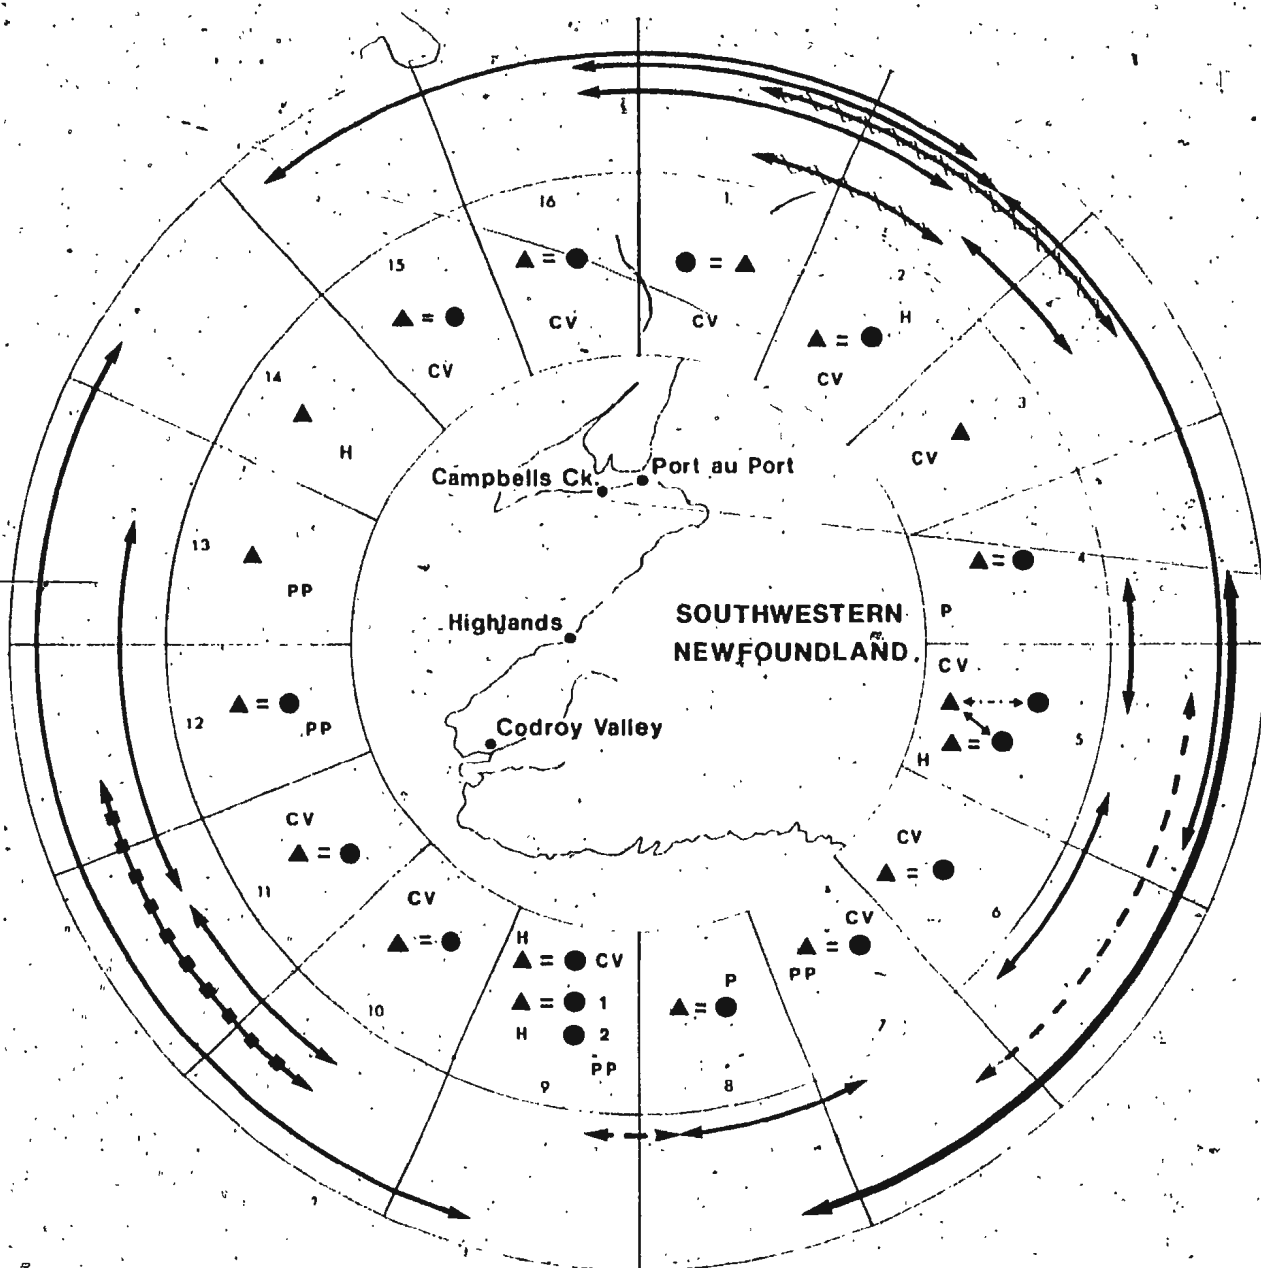 16
1
15
2
H
CV
CV
CV
CV
14
3
CV
H
Campbells Ck.
Port au Port
13
4
PP
P
Highlands
SOUTHWESTERN
NEWFOUNDLAND
CV
12
PP
Codroy Valley
5
H
CV
CV
11
6
CV
CV
H
CV
PP
P
1
10
7
H
2
PP
9
8